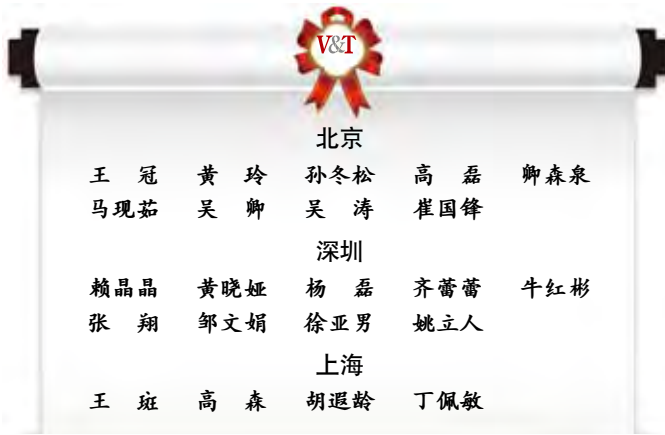 V&T
北京
王 冠 黄 玲 孙冬松 高 磊 卿森泉
马现茹 吴 卿 吴 涛 崔国锋
深圳
赖晶晶 黄晓娅 杨 磊 齐蕾蕾 牛红彬
张 翔 邹文娟 徐亚男 姚立人
上海
王 珽 高 森 胡遐龄 丁佩敏